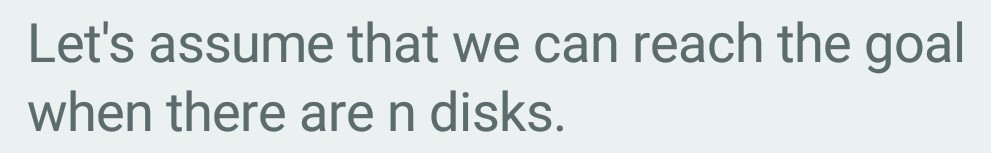 Let's assume that we can reach the goal
when there are n disks.